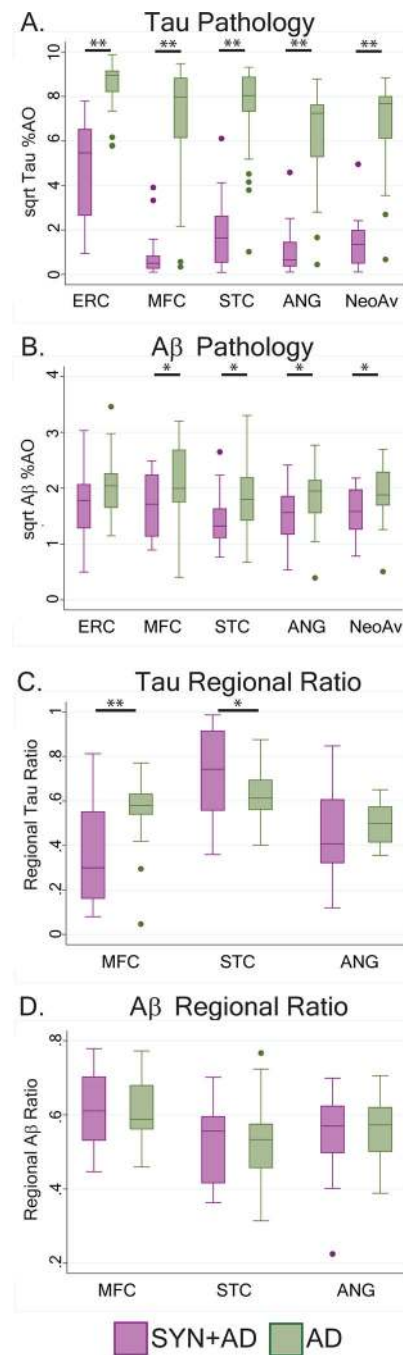 A. Tau Pathology
** ** ** ** **
sqrt Tau %AO
10
8
6
4
2
0
ERC MFC STC ANG NeoAv
B. Aβ Pathology
* * * *
sqrt Aβ %AO
4
3
2
1
0
ERC MFC STC ANG NeoAv
C. Tau Regional Ratio
** *
Regional Tau Ratio
1
.8
.6
.4
.2
0
MFC STC ANG
D. Aβ Regional Ratio
Regional Aβ Ratio
.8
.6
.4
.2
MFC STC ANG
SYN+AD AD